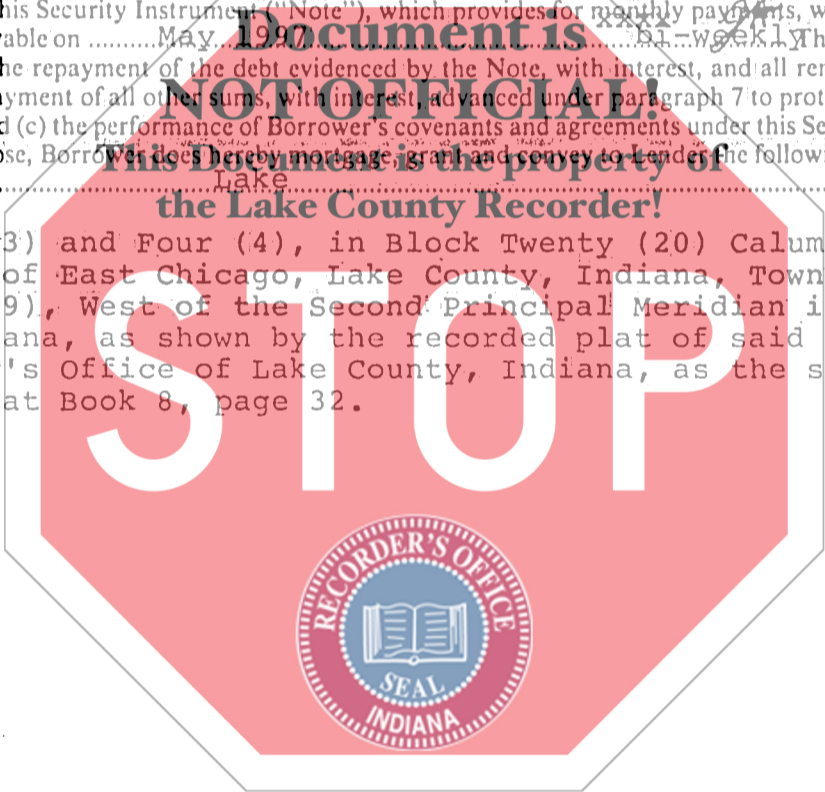 his Security Instrument ("Note"), which provides for monthly payments, w
able on May 1997 bi-weekly Th
Document is
he repayment of the debt evidenced by the Note, with interest, and all ren
NOT OFFICIAL!
yment of all other sums, with interest, advanced under paragraph 7 to prot
d (c) the performance of Borrower's covenants and agreements under this Se
ose, Borrower does hereby mortgage, grant and convey to Lender the follow
This Document is the property of
Lake
the Lake County Recorder!
3) and Four (4), in Block Twenty (20) Calum
of East Chicago, Lake County, Indiana, Town
9), West of the Second Principal Meridian i
ana, as shown by the recorded plat of said
's Office of Lake County, Indiana, as the s
at Book 8, page 32.
STOP
RECORDER'S OFFICE
SEAL
INDIANA